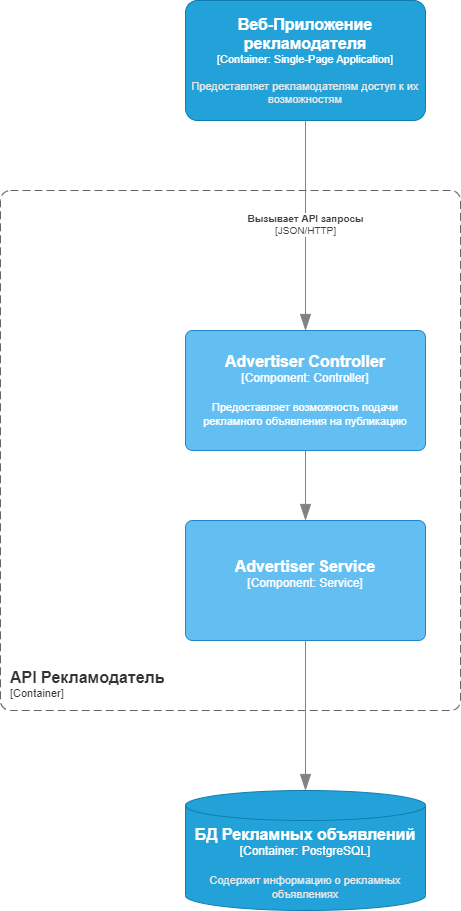 Веб-Приложение
рекламодателя
[Container: Single-Page Application]
Предоставляет рекламодателям доступ к их
возможностям
Вызывает API запросы
[JSON/HTTP]
Advertiser Controller
[Component: Controller]
Предоставляет возможность подачи
рекламного объявления на публикацию
Advertiser Service
[Component: Service]
API Рекламодатель
[Container]
БД Рекламных объявлений
[Container: PostgreSQL]
Содержит информацию о рекламных
объявлениях